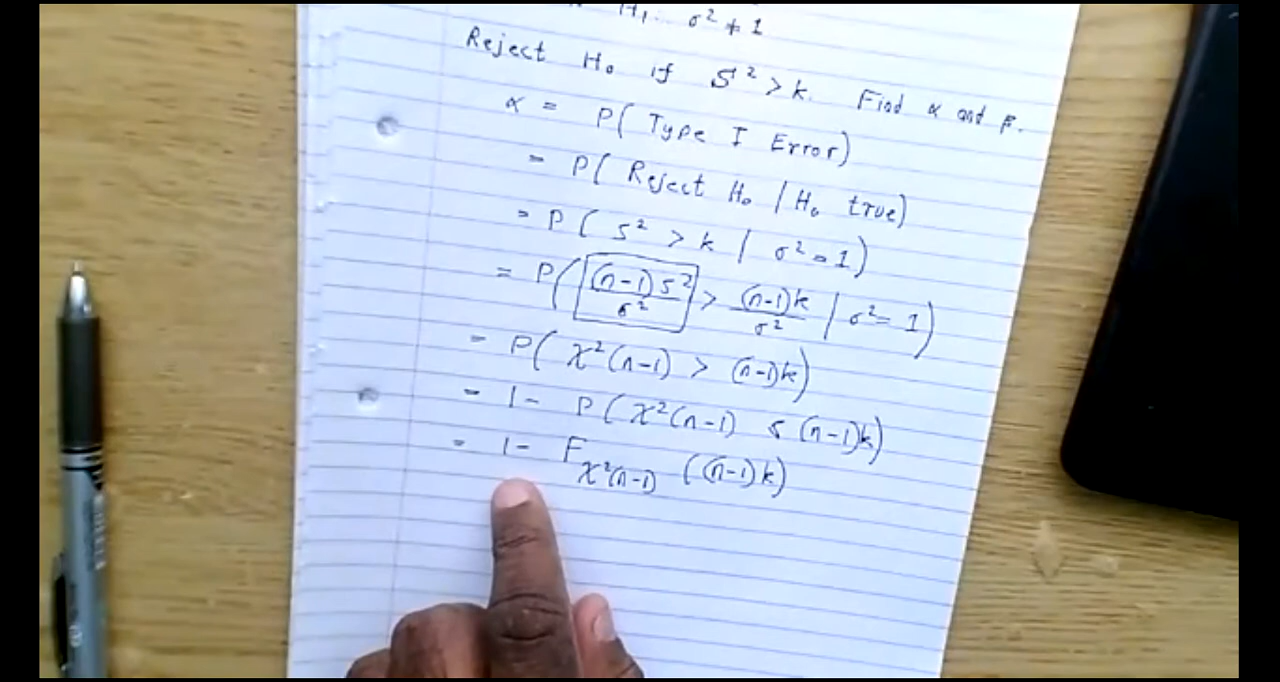 H₁: σ² ≠ 1
Reject H₀ if S² > k. Find α and β.
α = P( Type I Error)
= P( Reject H₀ / H₀ true)
= P( S² > k | σ² = 1)
= P( (n-1)S²/σ² > (n-1)k/σ² | σ² = 1)
= P( χ²(n-1) > (n-1)k)
= 1 - P( χ²(n-1) ≤ (n-1)k)
= 1 - F_χ²(n-1) ((n-1)k)